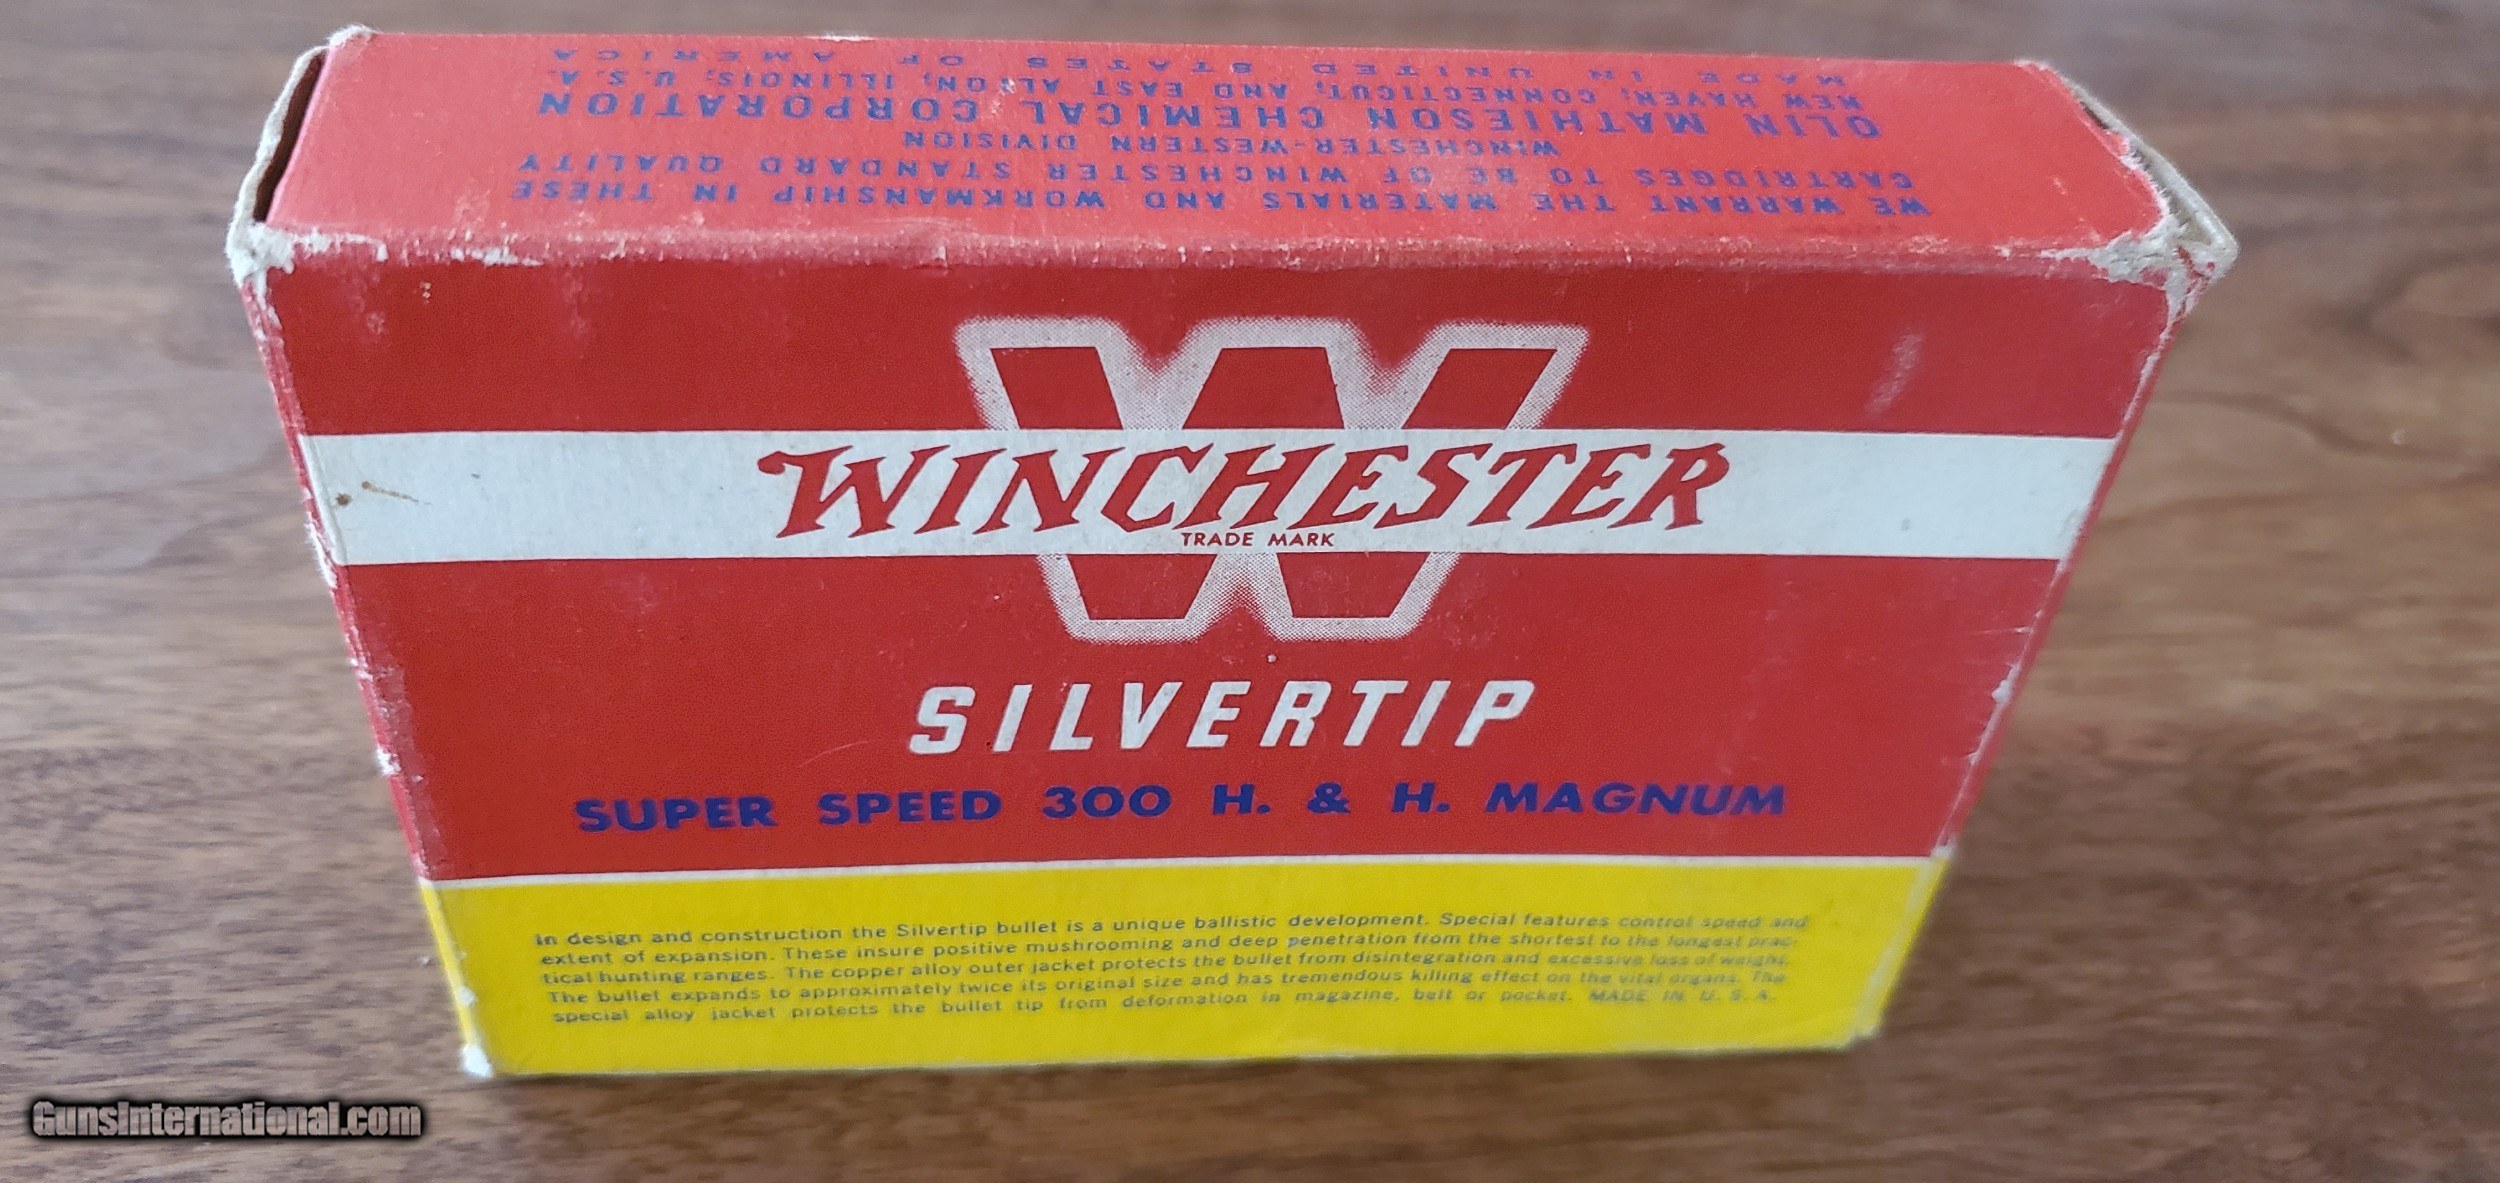 WE WARRANT THE MATERIALS AND WORKMANSHIP IN THESE
CARTRIDGES TO BE OF WINCHESTER STANDARD QUALITY
WINCHESTER-WESTERN DIVISION
OLIN MATHIESON CHEMICAL CORPORATION
NEW HAVEN, CONNECTICUT, AND EAST ALTON, ILLINOIS, U. S. A.
MADE IN UNITED STATES OF AMERICA
WINCHESTER
TRADE MARK
SILVERTIP
SUPER SPEED 300 H. & H. MAGNUM
In design and construction the Silvertip bullet is a unique ballistic development. Special features control speed and
extent of expansion. These insure positive mushrooming and deep penetration from the shortest to the longest prac-
tical hunting ranges. The copper alloy outer jacket protects the bullet from disintegration and excessive loss of weight.
The bullet expands to approximately twice its original size and has tremendous killing effect on the vital organs. The
special alloy jacket protects the bullet tip from deformation in magazine, belt or pocket. MADE IN U. S. A.
GunsInternational.com